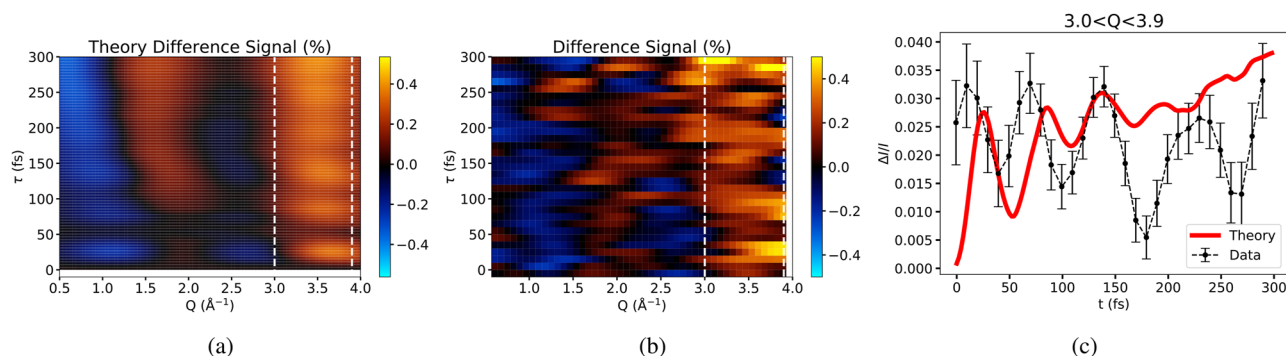 Theory Difference Signal (%)
300
250
200
150
100
50
0
τ (fs)
0.5 1.0 1.5 2.0 2.5 3.0 3.5 4.0
Q (Å⁻¹)
0.4
0.2
0.0
−0.2
−0.4
(a)
Difference Signal (%)
300
250
200
150
100
50
0
τ (fs)
1.0 1.5 2.0 2.5 3.0 3.5 4.0
Q (Å⁻¹)
0.4
0.2
0.0
−0.2
−0.4
(b)
3.0<Q<3.9
0.040
0.035
0.030
0.025
0.020
0.015
0.010
0.005
0.000
ΔI/I
0 50 100 150 200 250 300
t (fs)
Theory
Data
(c)